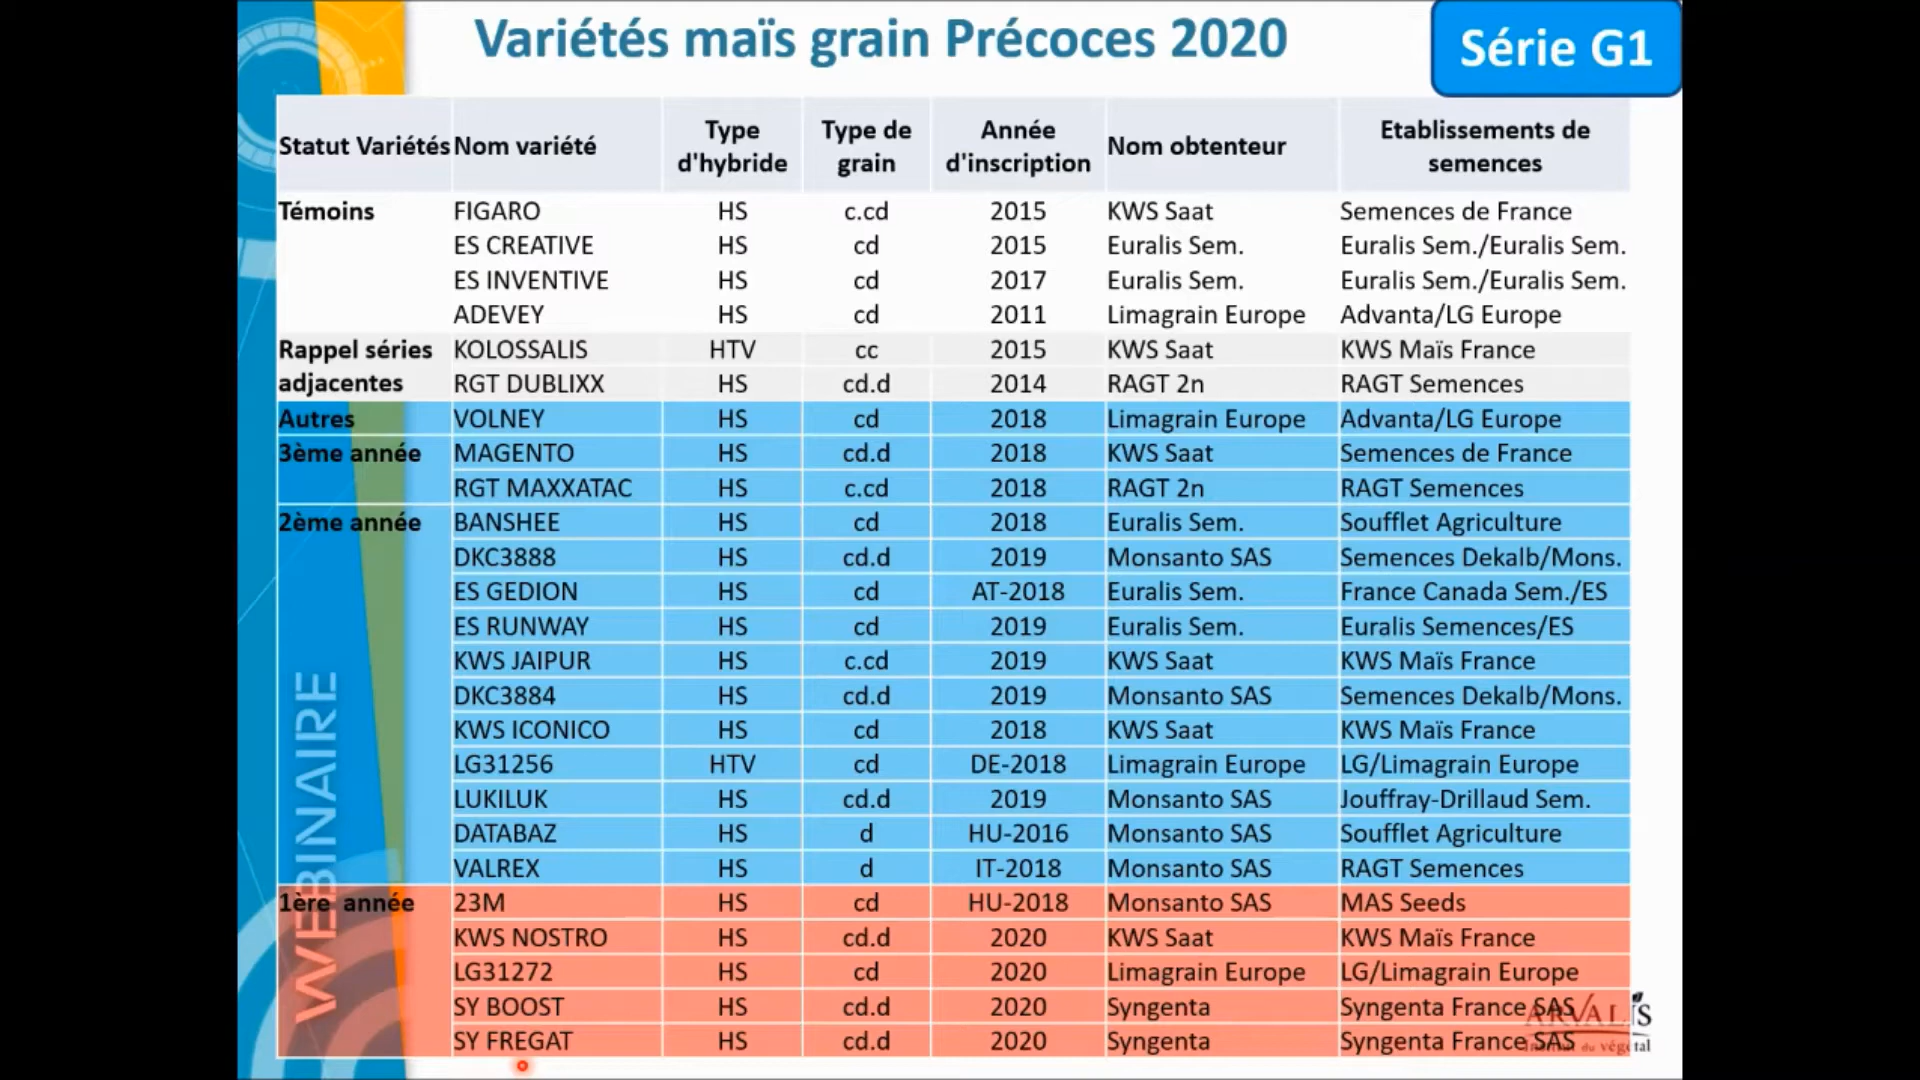 Variétés maïs grain Précoces 2020
Série G1
Statut Variétés Nom variété Type d'hybride Type de grain Année d'inscription Nom obtenteur Etablissements de semences
Témoins FIGARO HS c.cd 2015 KWS Saat Semences de France
ES CREATIVE HS cd 2015 Euralis Sem. Euralis Sem./Euralis Sem.
ES INVENTIVE HS cd 2017 Euralis Sem. Euralis Sem./Euralis Sem.
ADEVEY HS cd 2011 Limagrain Europe Advanta/LG Europe
Rappel séries KOLOSSALIS HTV cc 2015 KWS Saat KWS Maïs France
adjacentes RGT DUBLIXX HS cd.d 2014 RAGT 2n RAGT Semences
Autres VOLNEY HS cd 2018 Limagrain Europe Advanta/LG Europe
3ème année MAGENTO HS cd.d 2018 KWS Saat Semences de France
RGT MAXXATAC HS c.cd 2018 RAGT 2n RAGT Semences
2ème année BANSHEE HS cd 2018 Euralis Sem. Soufflet Agriculture
DKC3888 HS cd.d 2019 Monsanto SAS Semences Dekalb/Mons.
ES GEDION HS cd AT-2018 Euralis Sem. France Canada Sem./ES
ES RUNWAY HS cd 2019 Euralis Sem. Euralis Semences/ES
KWS JAIPUR HS c.cd 2019 KWS Saat KWS Maïs France
DKC3884 HS cd.d 2019 Monsanto SAS Semences Dekalb/Mons.
KWS ICONICO HS cd 2018 KWS Saat KWS Maïs France
LG31256 HTV cd DE-2018 Limagrain Europe LG/Limagrain Europe
LUKILUK HS cd.d 2019 Monsanto SAS Jouffray-Drillaud Sem.
DATABAZ HS d HU-2016 Monsanto SAS Soufflet Agriculture
VALREX HS d IT-2018 Monsanto SAS RAGT Semences
1ère année 23M HS cd HU-2018 Monsanto SAS MAS Seeds
KWS NOSTRO HS cd.d 2020 KWS Saat KWS Maïs France
LG31272 HS cd 2020 Limagrain Europe LG/Limagrain Europe
SY BOOST HS cd.d 2020 Syngenta Syngenta France SAS
SY FREGAT HS cd.d 2020 Syngenta Syngenta France SAS
WEBINAIRE
ARVALIS
Institut du végétal